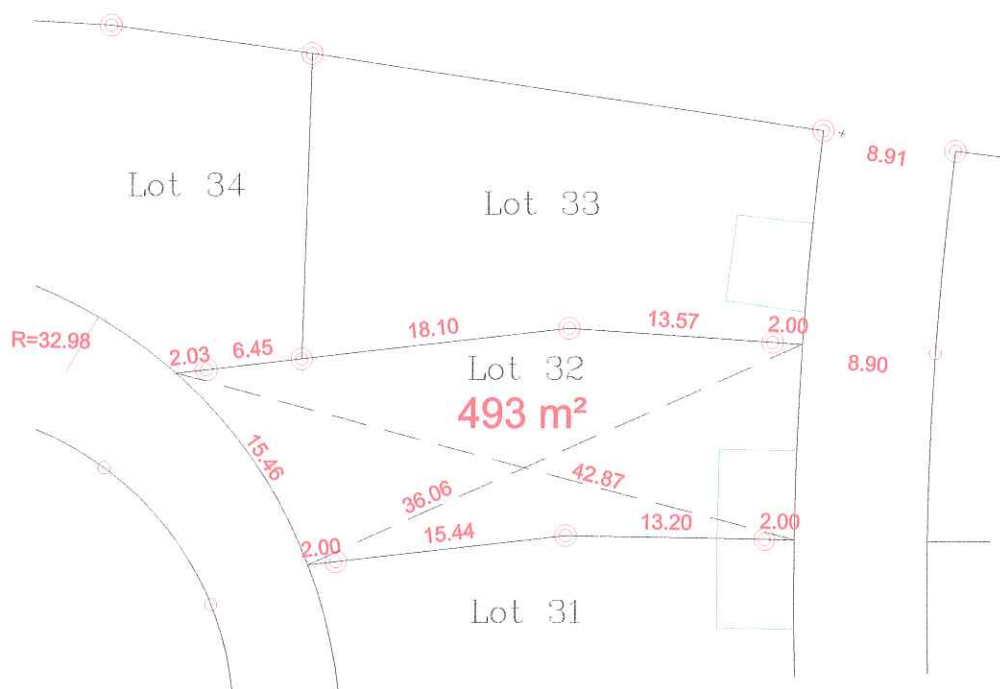 8.91
Lot 34
Lot 33
R=32.98
2.03
6.45
18.10
13.57
2.00
8.90
Lot 32
493 m²
15.46
36.06
42.87
2.00
15.44
13.20
2.00
Lot 31